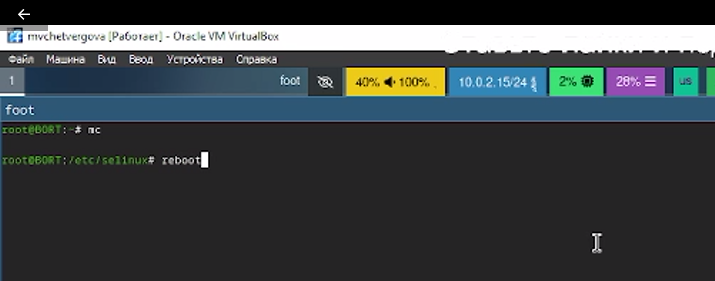 mvchetvergova [Работает] - Oracle VM VirtualBox
Файл Машина Вид Ввод Устройства Справка
1 foot 40% 100% 10.0.2.15/24 2% 28% us
foot
root@BORT:~# mc
root@BORT:/etc/selinux# reboot